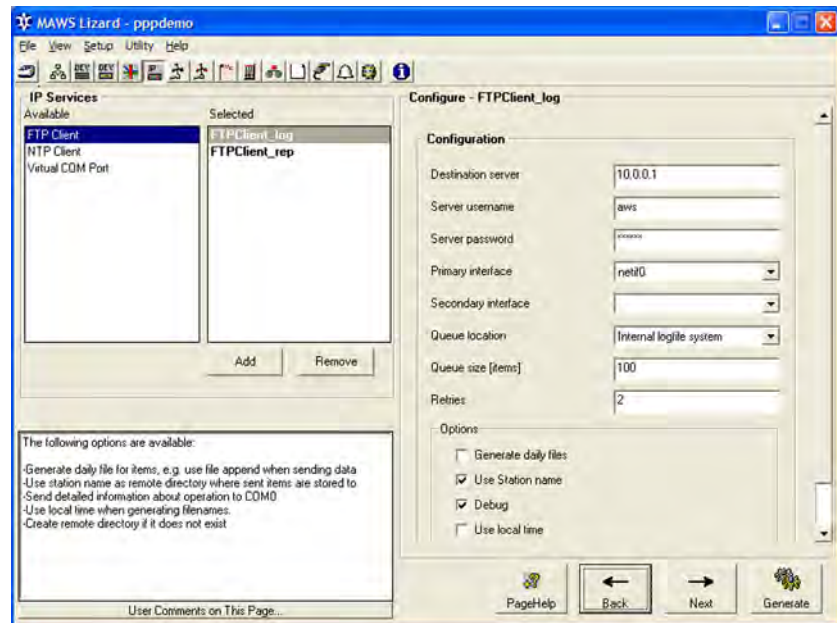 MAWS Lizard - pppdemo
File View Setup Utility Help
IP Services
Available
Selected
FTP Client
NTP Client
Virtual COM Port
FTPClient_log
FTPClient_rep
Add
Remove
The following options are available:
-Generate daily file for items, e.g. use file append when sending data
-Use station name as remote directory where sent items are stored to
-Send detailed information about operation to COM0
-Use local time when generating filenames.
-Create remote directory if it does not exist
User Comments on This Page...
Configure - FTPClient_log
Configuration
Destination server 10.0.0.1
Server username aws
Server password
Primary interface netif0
Secondary interface
Queue location Internal logfile system
Queue size [items] 100
Retries 2
Options
Generate daily files
Use Station name
Debug
Use local time
PageHelp
Back
Next
Generate